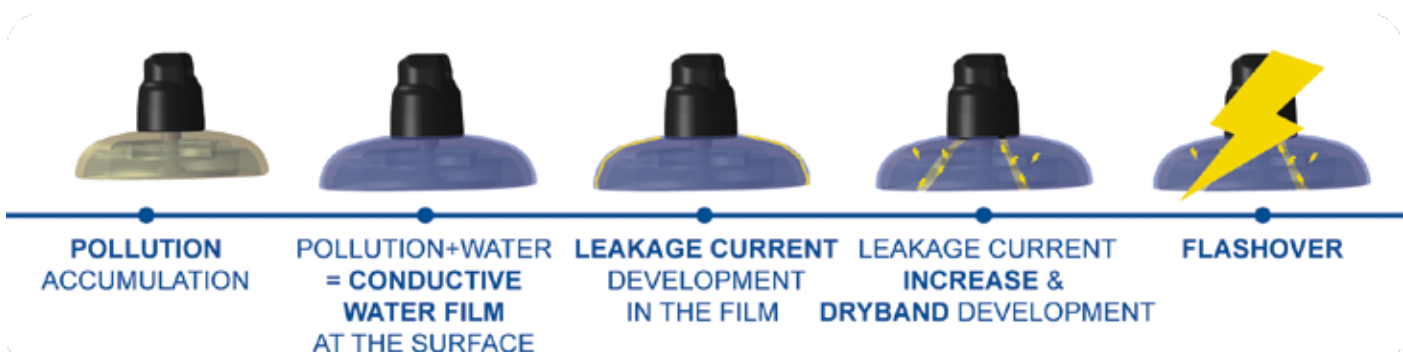 POLLUTION
ACCUMULATION
POLLUTION+WATER
= CONDUCTIVE
WATER FILM
AT THE SURFACE
LEAKAGE CURRENT
DEVELOPMENT
IN THE FILM
LEAKAGE CURRENT
INCREASE &
DRYBAND DEVELOPMENT
FLASHOVER